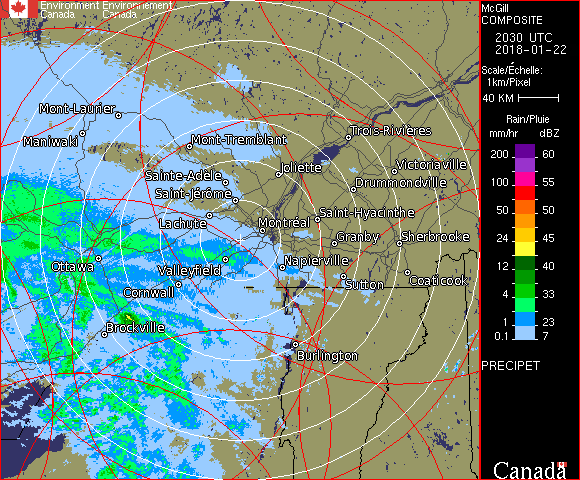 Environment Environnement
Canada Canada
McGill
COMPOSITE
2030 UTC
2018-01-22
Scale/Échelle:
1km/Pixel
40 KM
Rain/Pluie
mm/hr dBZ
200 60
100 55
50 50
24 45
12 40
4 33
1 23
0.1 7
PRECIPET
Canada
Mont-Laurier
Maniwaki
Mont-Tremblant
Trois-Rivières
Sainte-Adèle
Joliette
Victoriaville
Saint-Jérôme
Drummondville
Lachute
Montréal
Saint-Hyacinthe
Granby
Sherbrooke
Ottawa
Valleyfield
Napierville
Cornwall
Sutton
Coaticook
Brockville
Burlington